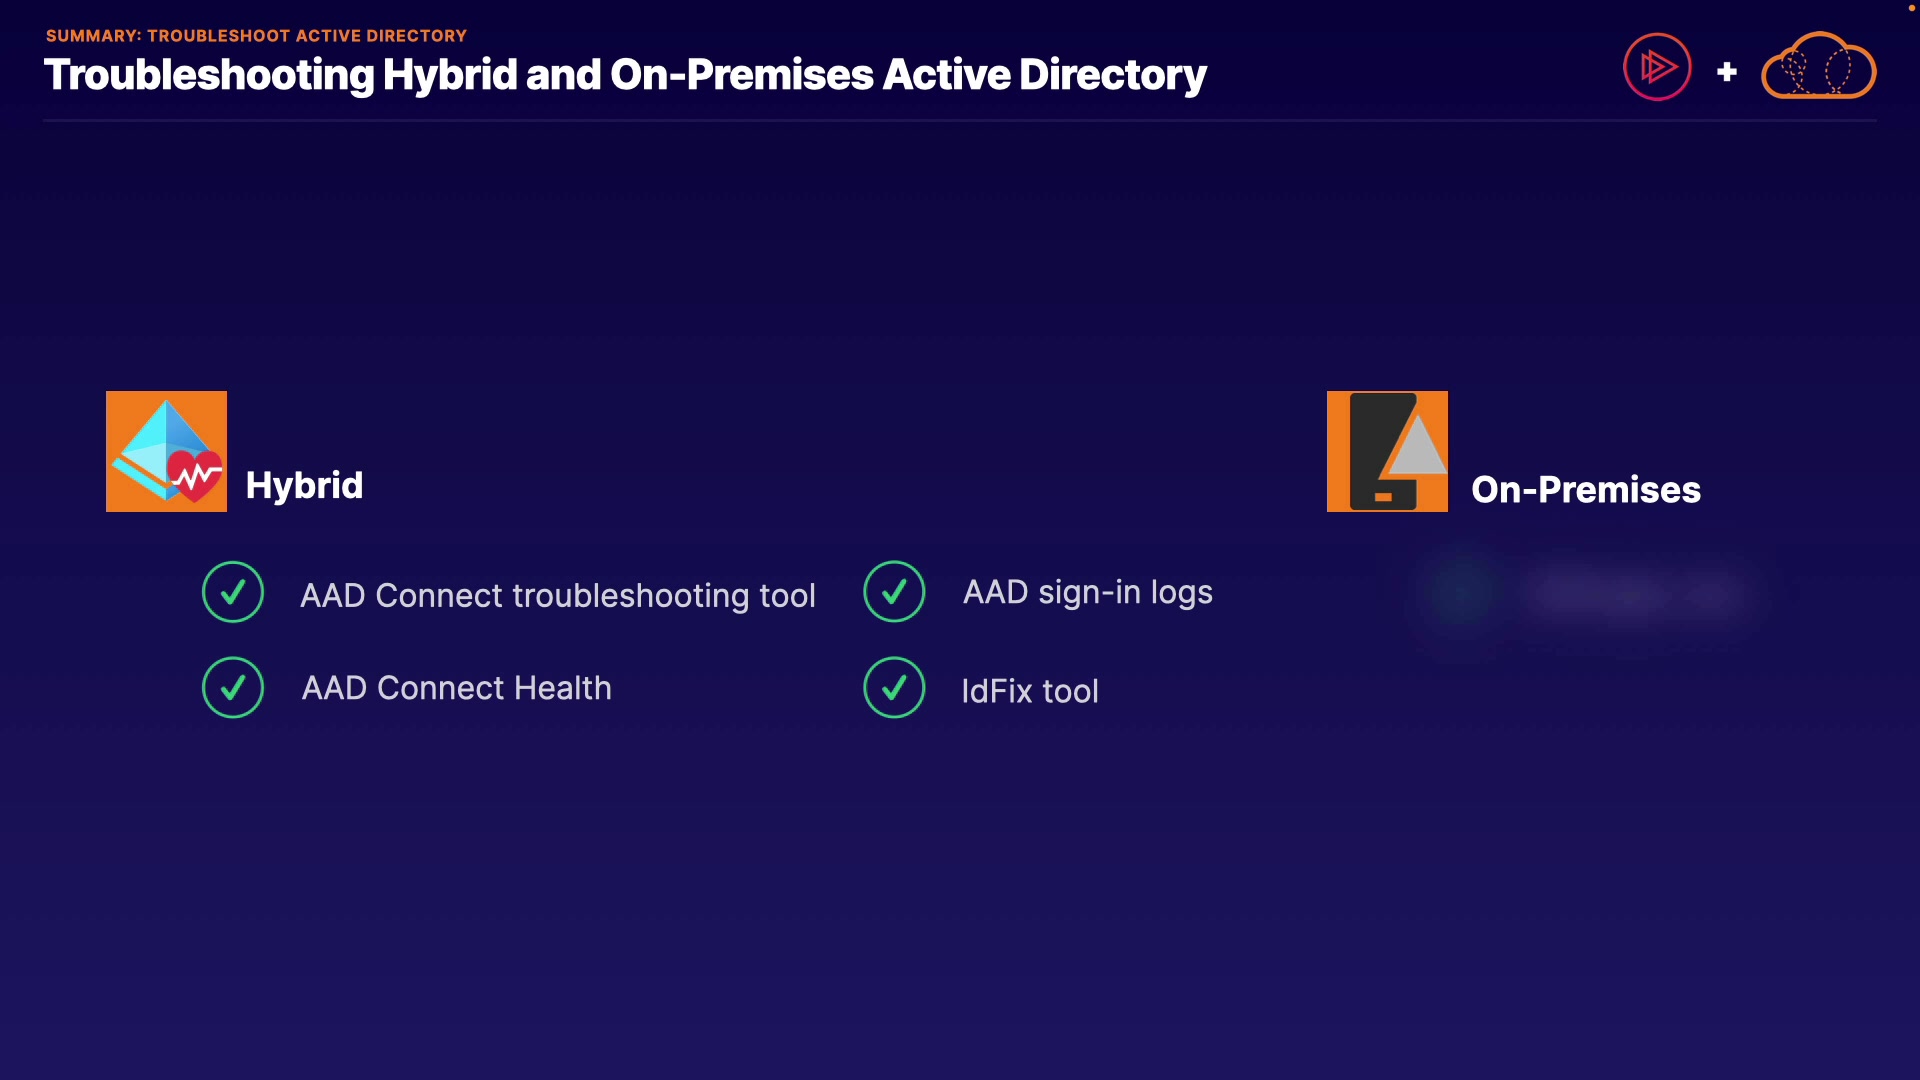 SUMMARY: TROUBLESHOOT ACTIVE DIRECTORY
Troubleshooting Hybrid and On-Premises Active Directory
Hybrid
AAD Connect troubleshooting tool
AAD Connect Health
AAD sign-in logs
IdFix tool
On-Premises